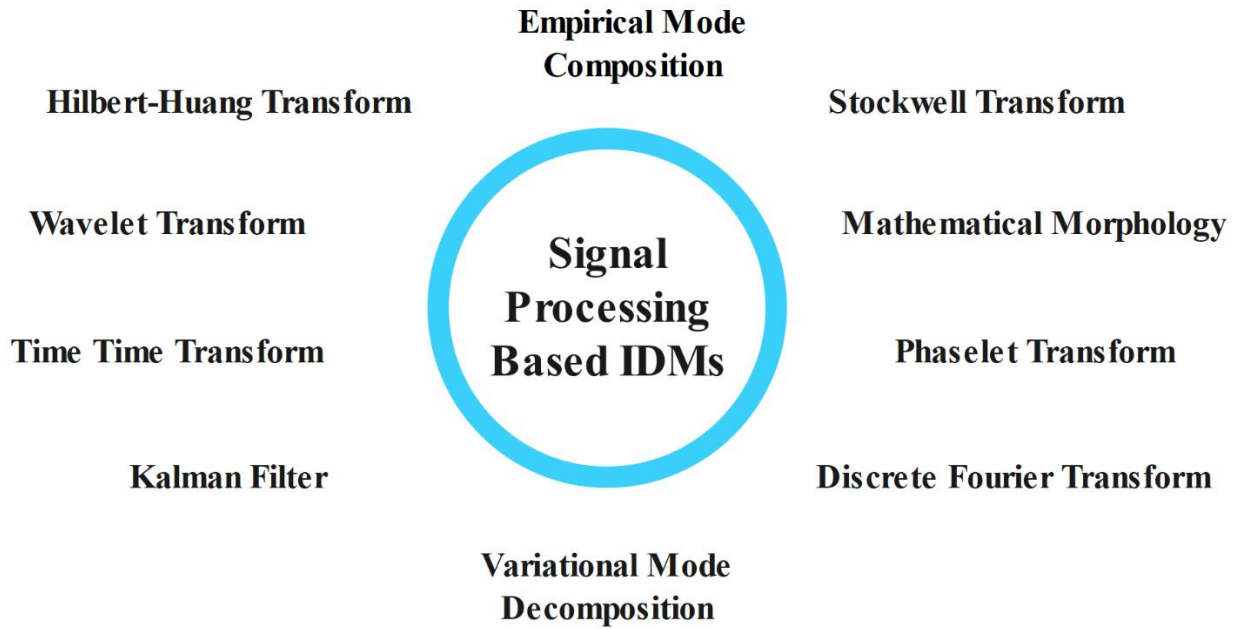 Empirical Mode
Composition
Hilbert-Huang Transform
Stockwell Transform
Wavelet Transform
Mathematical Morphology
Signal
Processing
Based IDMs
Time Time Transform
Phaselet Transform
Kalman Filter
Discrete Fourier Transform
Variational Mode
Decomposition